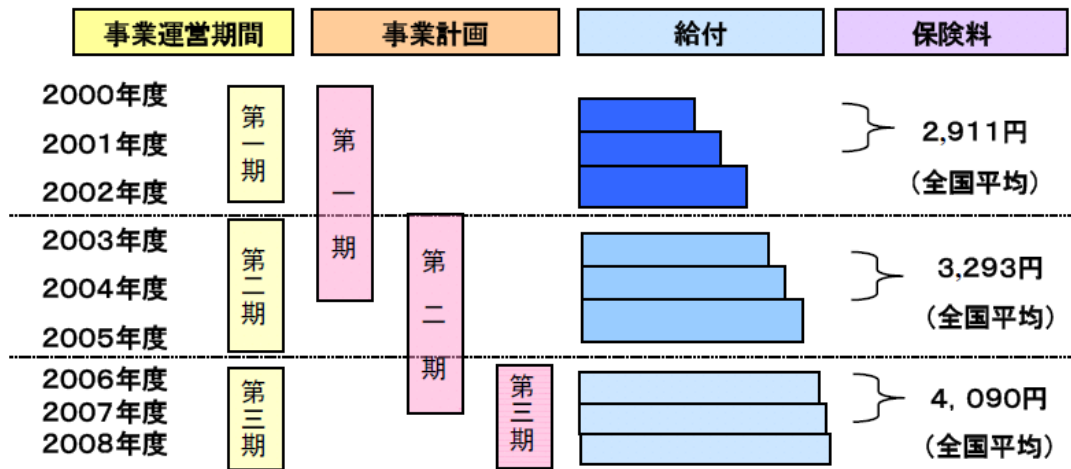 事業運営期間
事業計画
給付
保険料
2000年度
2001年度
2002年度
第一期
第一期
2,911円
(全国平均)
2003年度
2004年度
2005年度
第二期
第二期
3,293円
(全国平均)
2006年度
2007年度
2008年度
第三期
第三期
4,090円
(全国平均)